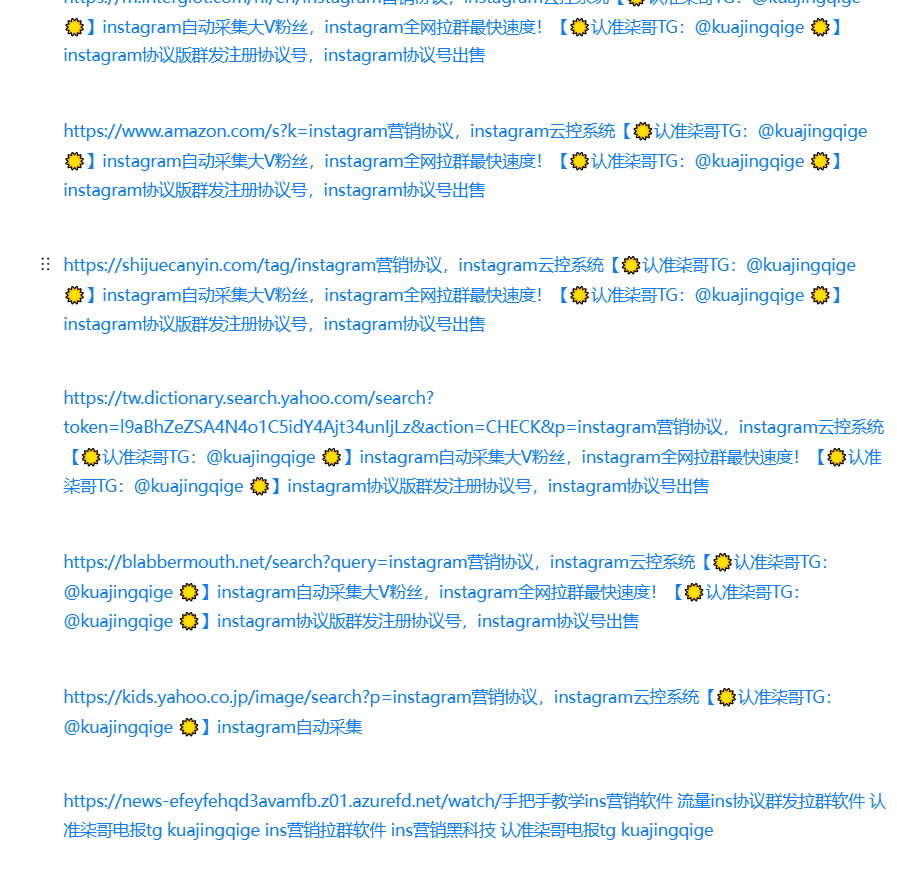 https://m.intergiot.com/hl/en/instagram营销协议，instagram云控系统【✹认准柒哥TG：@kuajingqige
✹】instagram自动采集大V粉丝，instagram全网拉群最快速度！【✹认准柒哥TG：@kuajingqige ✹】
instagram协议版群发注册协议号，instagram协议号出售
https://www.amazon.com/s?k=instagram营销协议，instagram云控系统【✹认准柒哥TG：@kuajingqige
✹】instagram自动采集大V粉丝，instagram全网拉群最快速度！【✹认准柒哥TG：@kuajingqige ✹】
instagram协议版群发注册协议号，instagram协议号出售
https://shijuecanyin.com/tag/instagram营销协议，instagram云控系统【✹认准柒哥TG：@kuajingqige
✹】instagram自动采集大V粉丝，instagram全网拉群最快速度！【✹认准柒哥TG：@kuajingqige ✹】
instagram协议版群发注册协议号，instagram协议号出售
https://tw.dictionary.search.yahoo.com/search?
token=l9aBhZeZSA4N4o1C5idY4Ajt34unIjLz&action=CHECK&p=instagram营销协议，instagram云控系统
【✹认准柒哥TG：@kuajingqige ✹】instagram自动采集大V粉丝，instagram全网拉群最快速度！【✹认准
柒哥TG：@kuajingqige ✹】instagram协议版群发注册协议号，instagram协议号出售
https://blabbermouth.net/search?query=instagram营销协议，instagram云控系统【✹认准柒哥TG：
@kuajingqige ✹】instagram自动采集大V粉丝，instagram全网拉群最快速度！【✹认准柒哥TG：
@kuajingqige ✹】instagram协议版群发注册协议号，instagram协议号出售
https://kids.yahoo.co.jp/image/search?p=instagram营销协议，instagram云控系统【✹认准柒哥TG：
@kuajingqige ✹】instagram自动采集
https://news-efeyfehqd3avamfb.z01.azurefd.net/watch/手把手教学ins营销软件 流量ins协议群发拉群软件 认
准柒哥电报tg kuajingqige ins营销拉群软件 ins营销黑科技 认准柒哥电报tg kuajingqige